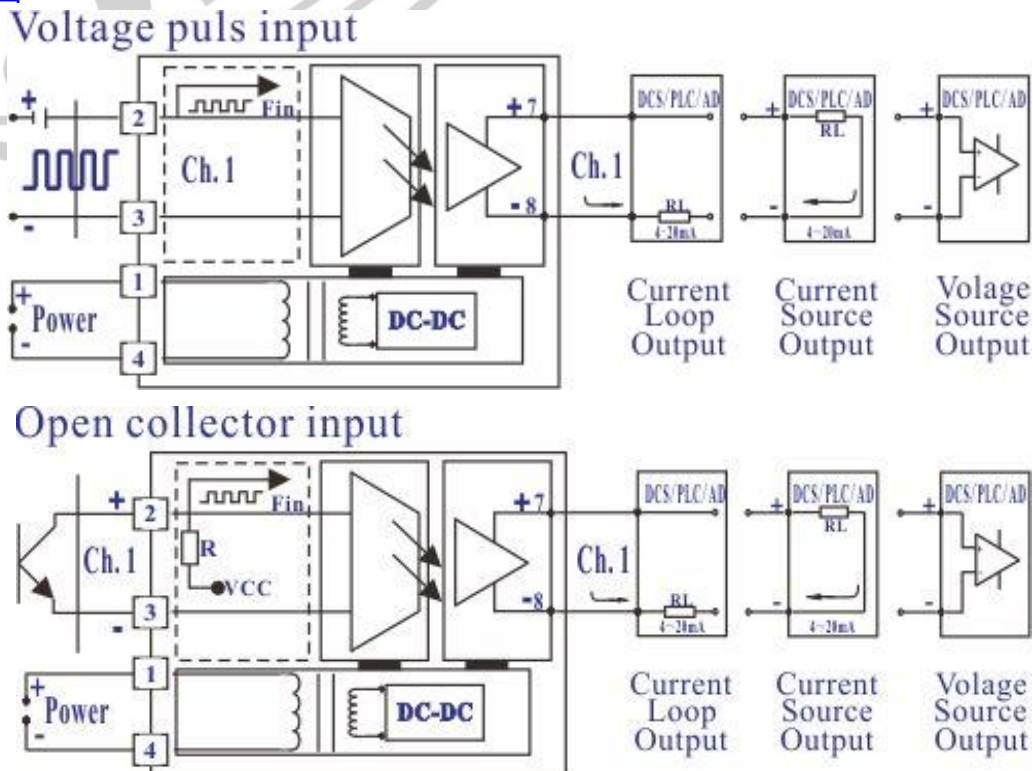 Voltage puls input
+
2
Fin
Ch. 1
3
-
1
+
Power
-
4
DC-DC
+7
-8
Ch. 1
DCS/PLC/AD
RL
4~20mA
Current
Loop
Output
+
DCS/PLC/AD
RL
-
4~20mA
Current
Source
Output
+
DCS/PLC/AD
-
Volage
Source
Output
Open collector input
+
2
Ch. 1
Fin
R
VCC
3
-
1
+
Power
-
4
DC-DC
+7
-8
Ch. 1
DCS/PLC/AD
RL
4~20mA
Current
Loop
Output
+
DCS/PLC/AD
RL
-
4~20mA
Current
Source
Output
+
DCS/PLC/AD
-
Volage
Source
Output